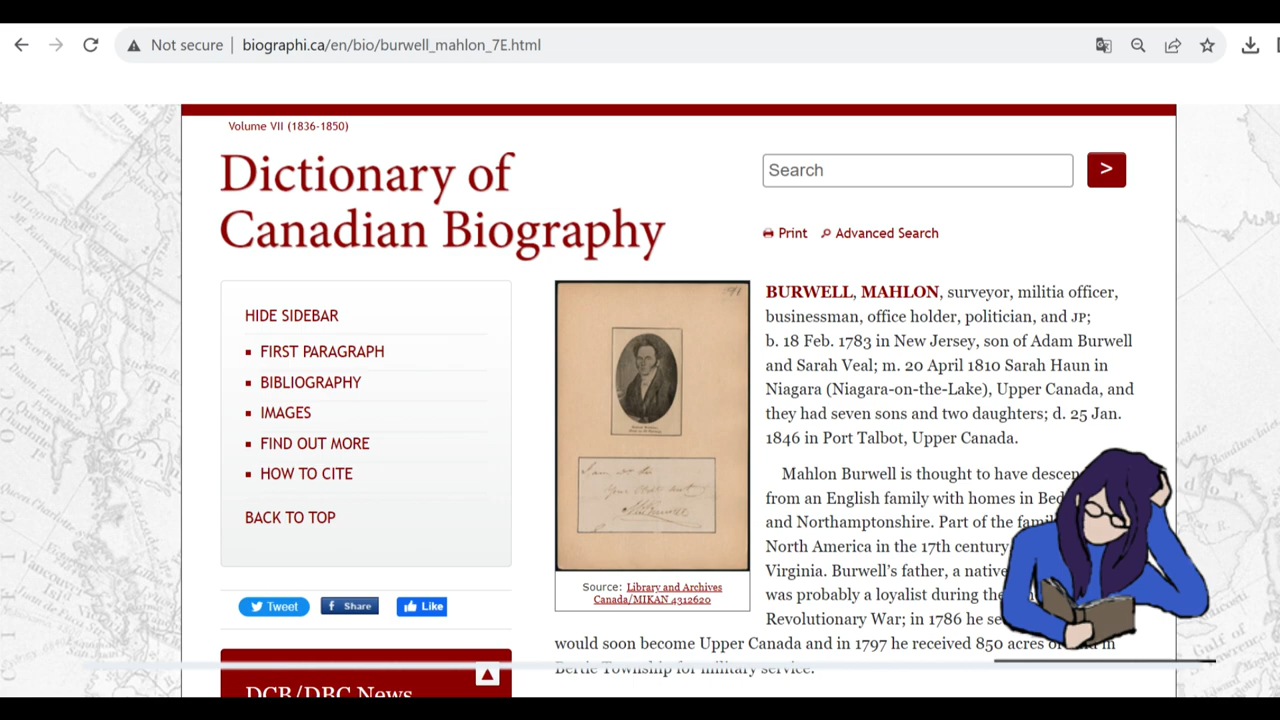 Not secure
biographi.ca/en/bio/burwell_mahlon_7E.html
Volume VII (1836-1850)
Dictionary of
Canadian Biography
Search
>
Print
Advanced Search
HIDE SIDEBAR
FIRST PARAGRAPH
BIBLIOGRAPHY
IMAGES
FIND OUT MORE
HOW TO CITE
BACK TO TOP
Tweet
Share
Like
DCB/DBC News
Source: Library and Archives
Canada/MIKAN 4312620
BURWELL, MAHLON, surveyor, militia officer,
businessman, office holder, politician, and JP;
b. 18 Feb. 1783 in New Jersey, son of Adam Burwell
and Sarah Veal; m. 20 April 1810 Sarah Haun in
Niagara (Niagara-on-the-Lake), Upper Canada, and
they had seven sons and two daughters; d. 25 Jan.
1846 in Port Talbot, Upper Canada.
Mahlon Burwell is thought to have descen
from an English family with homes in Bed
and Northamptonshire. Part of the fami
North America in the 17th century
Virginia. Burwell's father, a native
was probably a loyalist during the
Revolutionary War; in 1786 he se
would soon become Upper Canada and in 1797 he received 850 acres in
Bertie Township for military service.